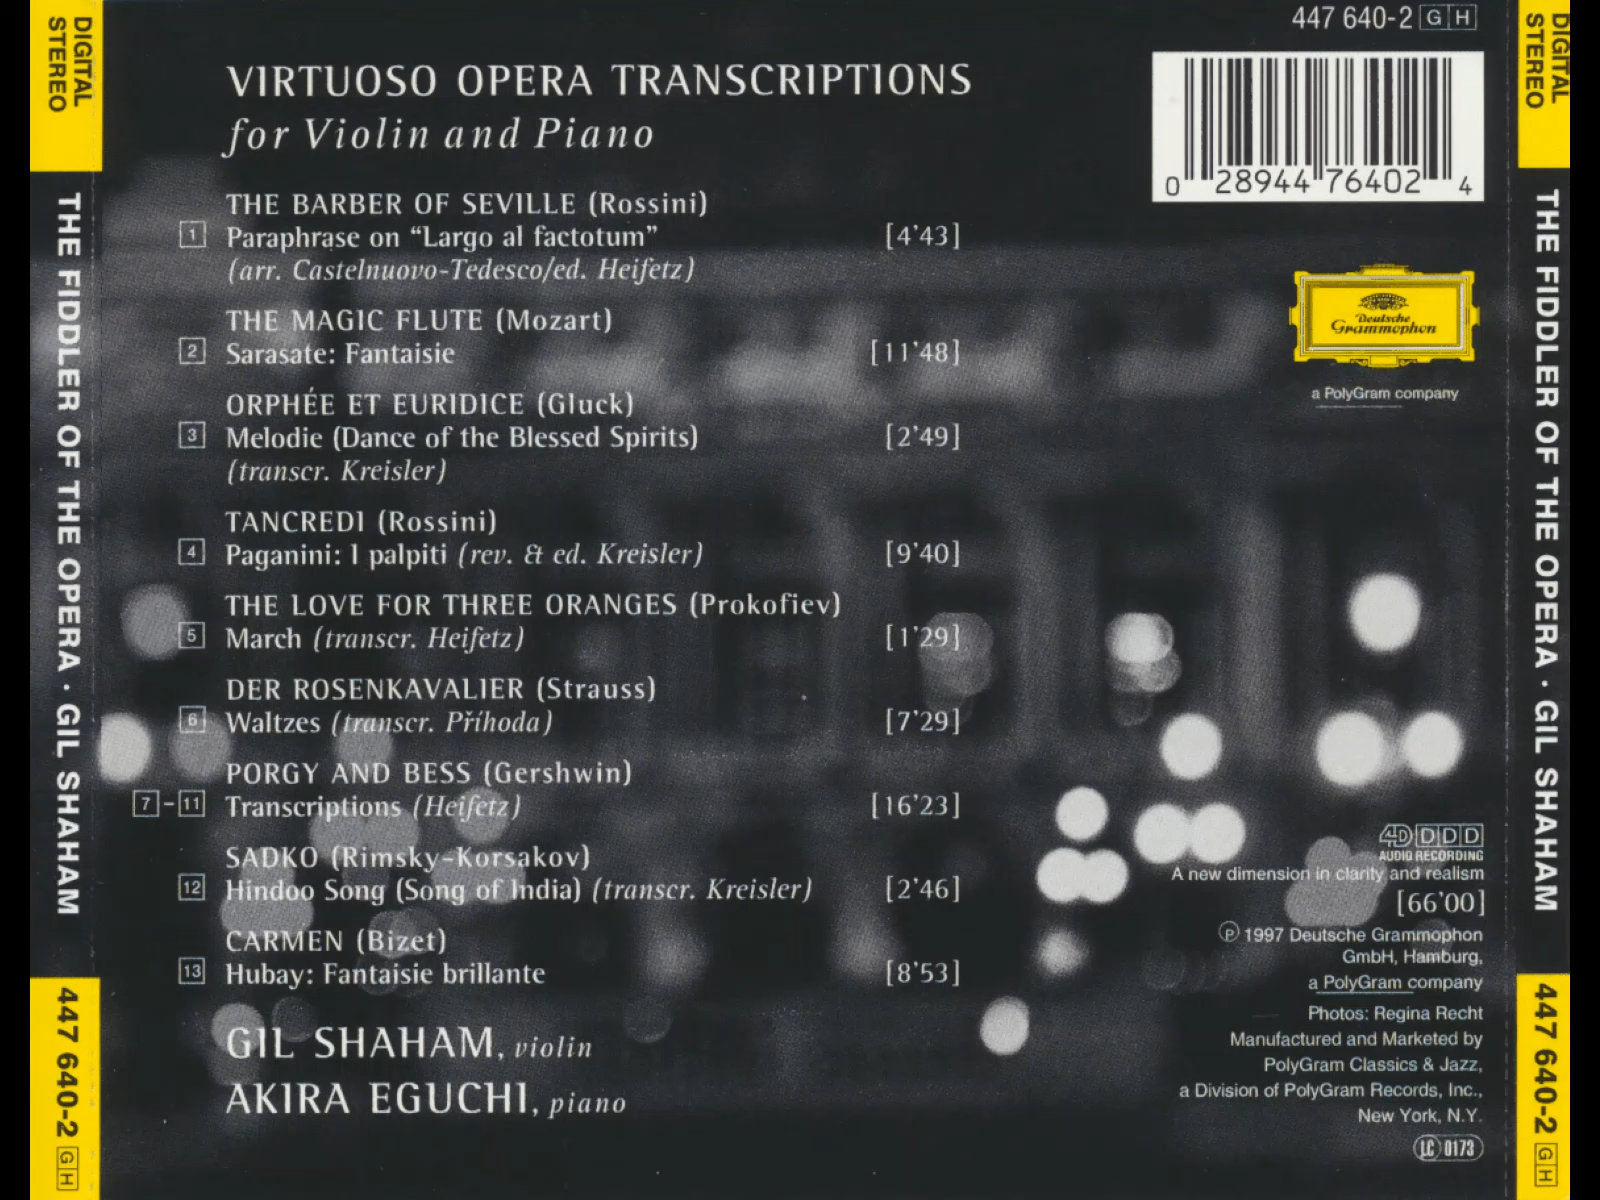 DIGITAL
STEREO
THE FIDDLER OF THE OPERA · GIL SHAHAM
447 640-2 GH
447 640-2 GH
VIRTUOSO OPERA TRANSCRIPTIONS
for Violin and Piano
0 28944 76402 4
THE BARBER OF SEVILLE (Rossini)
1 Paraphrase on “Largo al factotum” [4'43]
(arr. Castelnuovo-Tedesco/ed. Heifetz)
THE MAGIC FLUTE (Mozart)
2 Sarasate: Fantaisie [11'48]
ORPHÉE ET EURIDICE (Gluck)
3 Melodie (Dance of the Blessed Spirits) [2'49]
(transcr. Kreisler)
TANCREDI (Rossini)
4 Paganini: I palpiti (rev. & ed. Kreisler) [9'40]
THE LOVE FOR THREE ORANGES (Prokofiev)
5 March (transcr. Heifetz) [1'29]
DER ROSENKAVALIER (Strauss)
6 Waltzes (transcr. Příhoda) [7'29]
PORGY AND BESS (Gershwin)
7-11 Transcriptions (Heifetz) [16'23]
SADKO (Rimsky-Korsakov)
12 Hindoo Song (Song of India) (transcr. Kreisler) [2'46]
CARMEN (Bizet)
13 Hubay: Fantaisie brillante [8'53]
GIL SHAHAM, violin
AKIRA EGUCHI, piano
Deutsche
Grammophon
a PolyGram company
4D DDD
AUDIO RECORDING
A new dimension in clarity and realism
[66'00]
℗ 1997 Deutsche Grammophon
GmbH, Hamburg,
a PolyGram company
Photos: Regina Recht
Manufactured and Marketed by
PolyGram Classics & Jazz,
a Division of PolyGram Records, Inc.,
New York, N.Y.
LC 0173
DIGITAL
STEREO
THE FIDDLER OF THE OPERA · GIL SHAHAM
447 640-2 GH